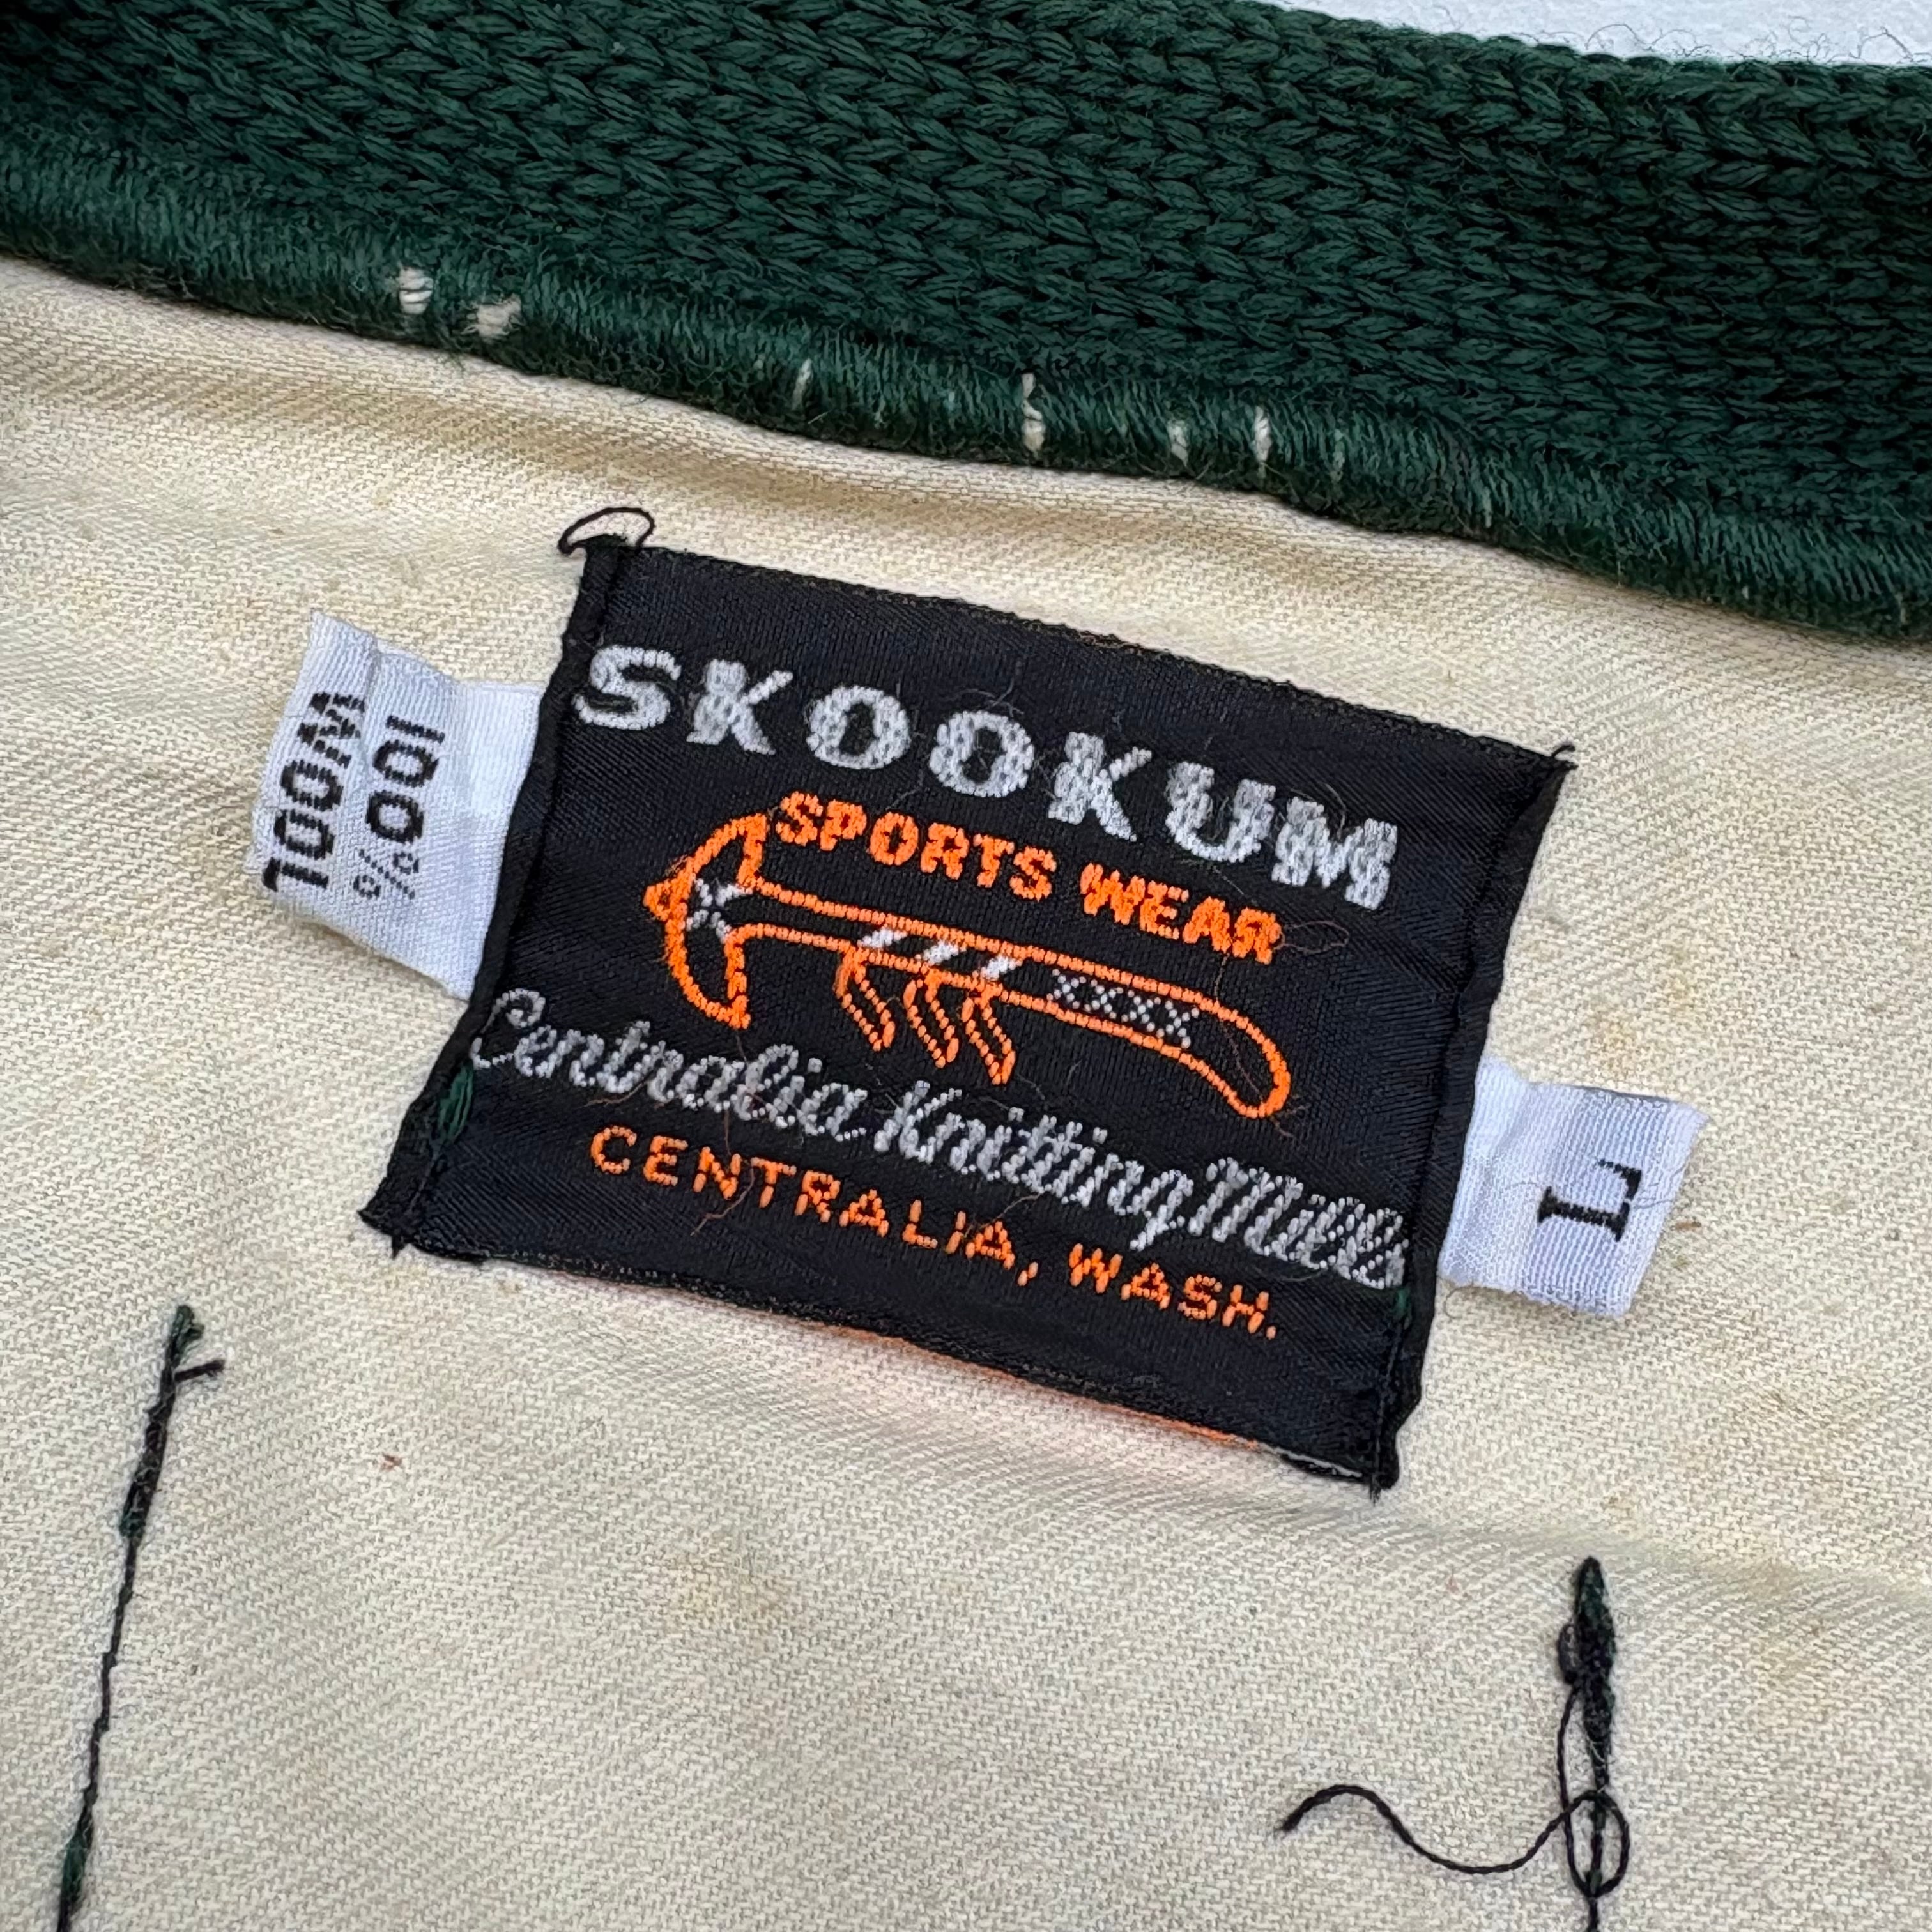 SKOOKUM
SPORTS WEAR
Centralia Knitting Mills
CENTRALIA, WASH.
100%
WOOL
L